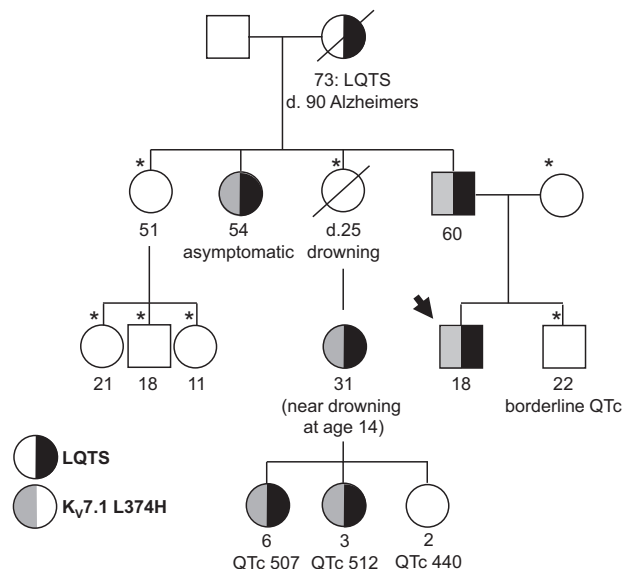 73: LQTS
d. 90 Alzheimers
* * *
51 54 d.25 60
asymptomatic drowning
* * *
21 18 11 31 18 22
(near drowning borderline QTc
at age 14)
LQTS
KV7.1 L374H
6 3 2
QTc 507 QTc 512 QTc 440